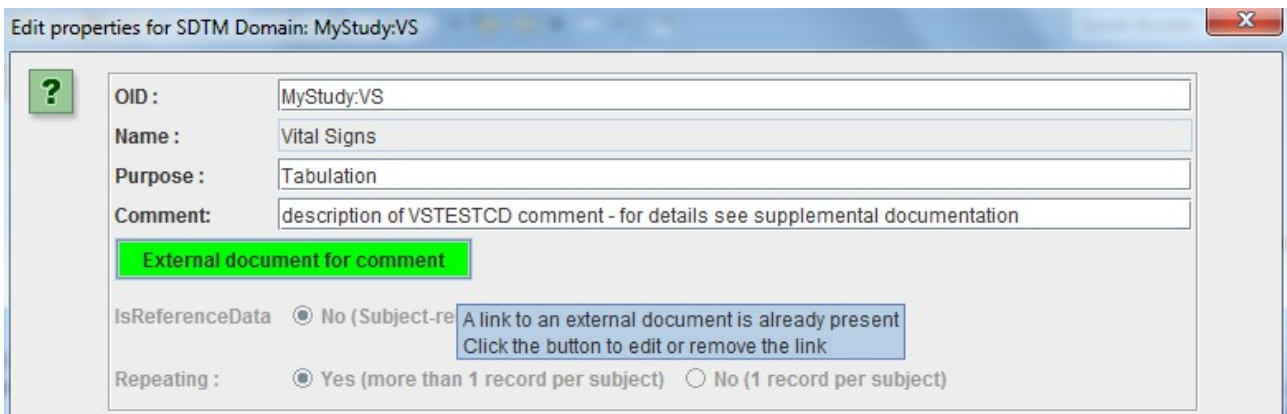 Edit properties for SDTM Domain: MyStudy:VS
X
?
OID : MyStudy:VS
Name : Vital Signs
Purpose : Tabulation
Comment: description of VSTESTCD comment - for details see supplemental documentation
External document for comment
IsReferenceData No (Subject-re
A link to an external document is already present
Click the button to edit or remove the link
Repeating : Yes (more than 1 record per subject) No (1 record per subject)